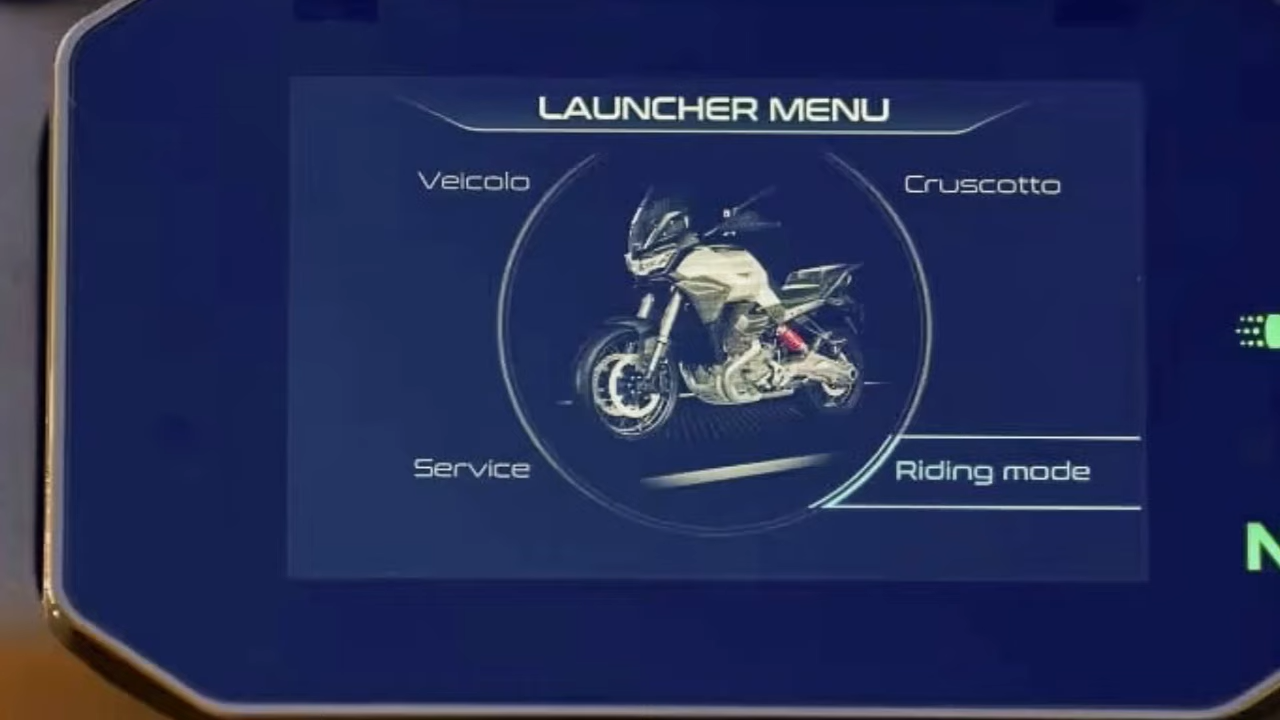 LAUNCHER MENU
Veicolo
Cruscotto
Service
Riding mode
N